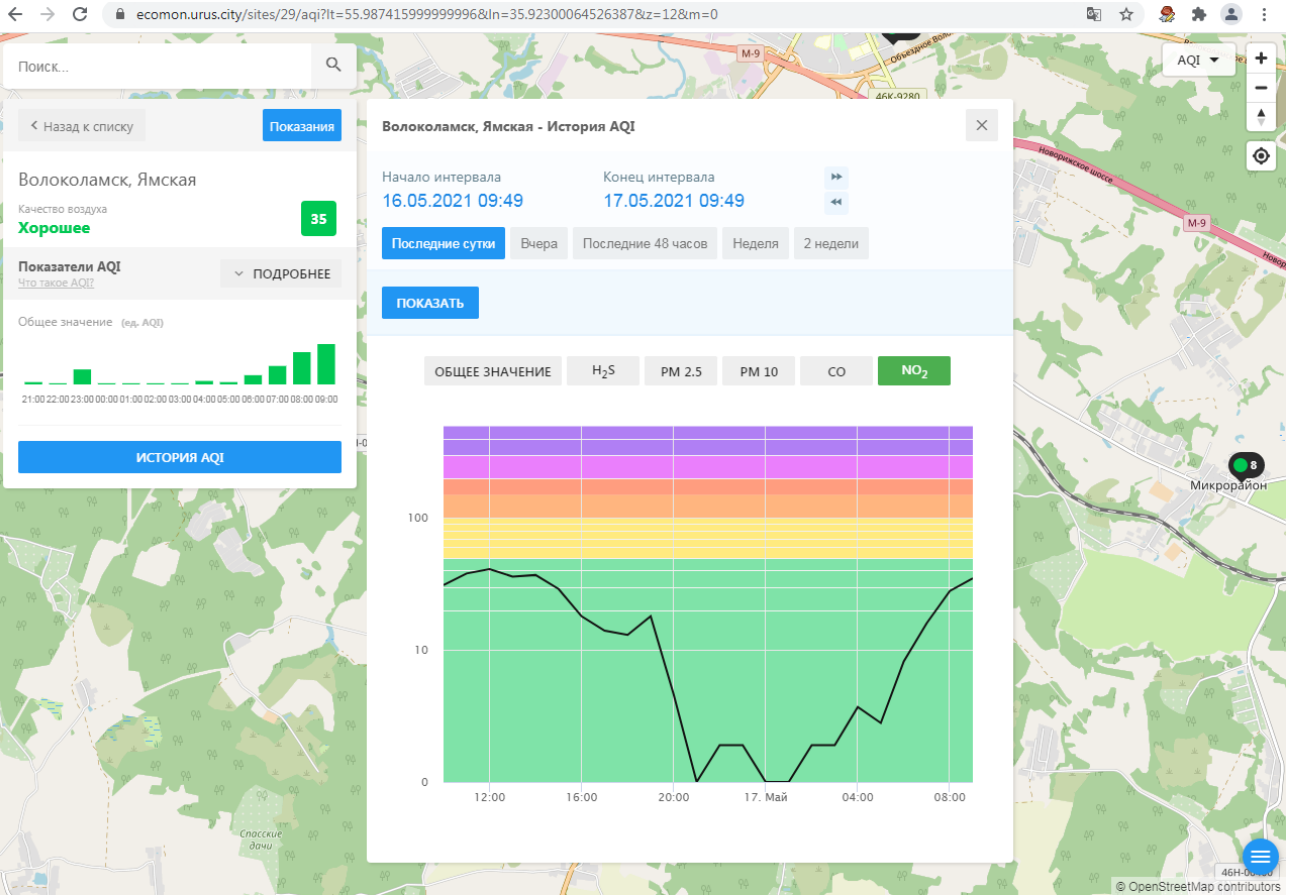 ecomon.urus.city/sites/29/aqi?lt=55.987415999999996&ln=35.92300064526387&z=12&m=0
Поиск...
М-9
Объездное Вол
AQI
46К-9280
Назад к списку
Показания
Волоколамск, Ямская - История AQI
Новорижское шоссе
Волоколамск, Ямская
Начало интервала
Конец интервала
Качество воздуха
Хорошее
35
16.05.2021 09:49
17.05.2021 09:49
М-9
Последние сутки
Вчера
Последние 48 часов
Неделя
2 недели
Показатели AQI
Что такое AQI?
ПОДРОБНЕЕ
ПОКАЗАТЬ
Общее значение (ед. AQI)
ОБЩЕЕ ЗНАЧЕНИЕ
H2S
PM 2.5
PM 10
CO
NO2
21:00 22:00 23:00 00:00 01:00 02:00 03:00 04:00 05:00 06:00 07:00 08:00 09:00
ИСТОРИЯ AQI
8
Микрорайон
100
10
0
12:00
16:00
20:00
17. Май
04:00
08:00
Спасские
дачи
© OpenStreetMap contributors